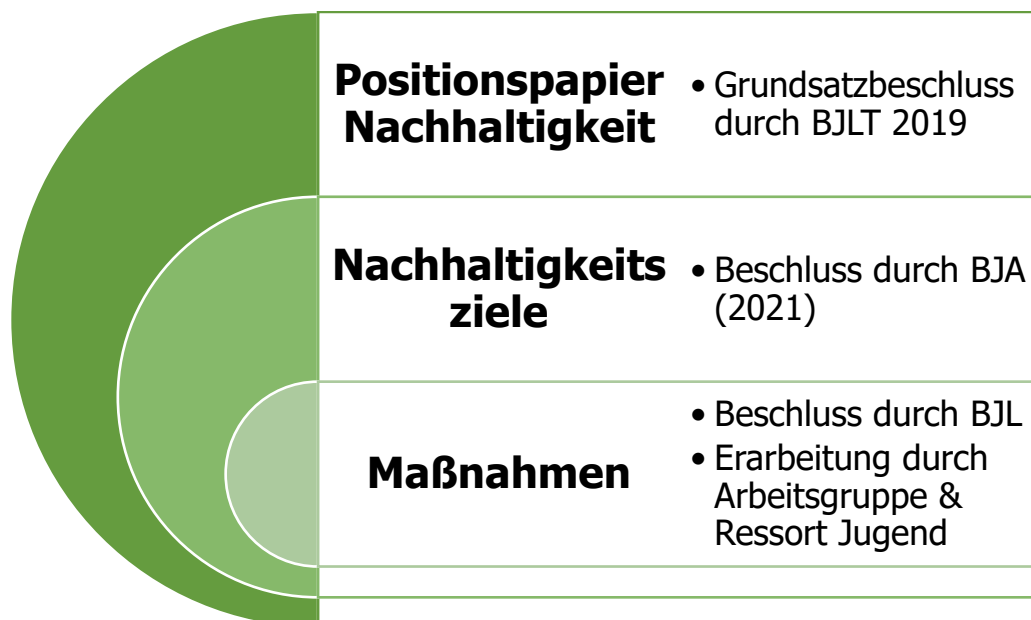 Positionspapier
Nachhaltigkeit
• Grundsatzbeschluss
durch BJLT 2019
Nachhaltigkeits
ziele
• Beschluss durch BJA
(2021)
Maßnahmen
• Beschluss durch BJL
• Erarbeitung durch
Arbeitsgruppe &
Ressort Jugend